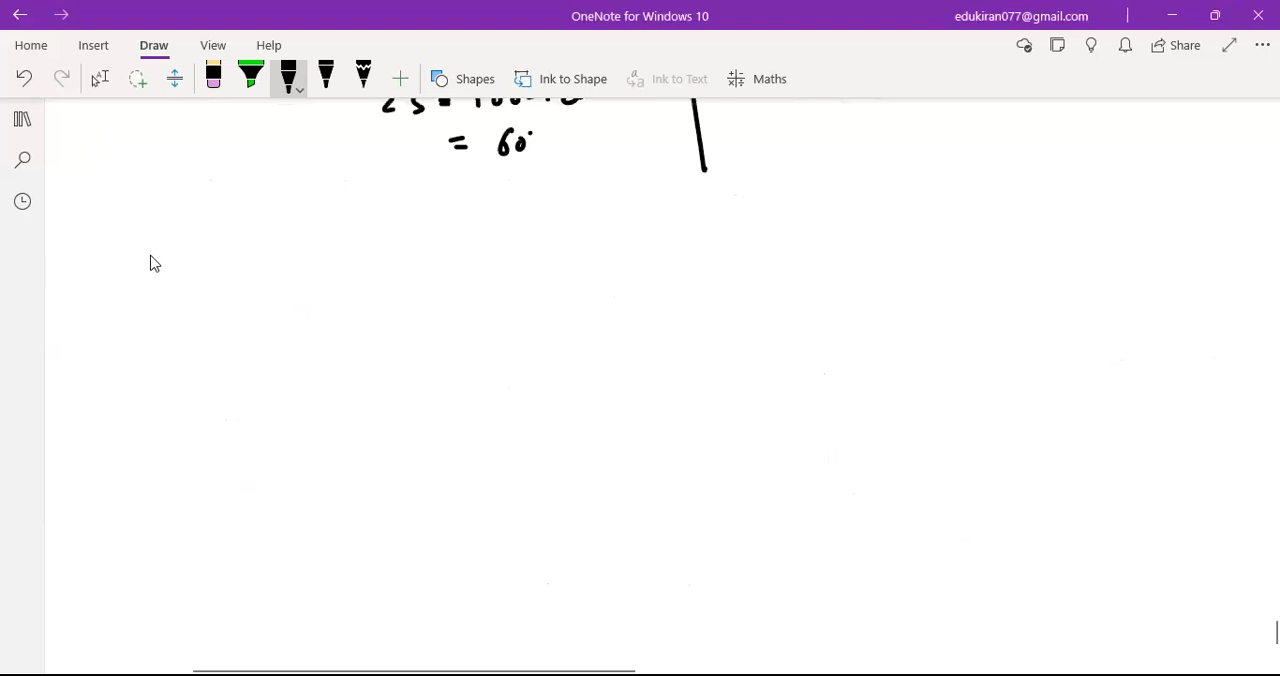 OneNote for Windows 10
edukiran077@gmail.com
Home Insert Draw View Help
Share
Shapes Ink to Shape Ink to Text Maths
= 60°